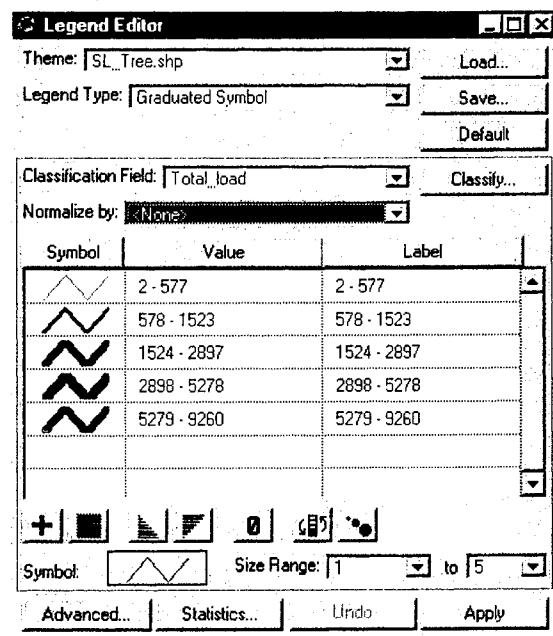 Legend Editor
Theme: SL_Tree.shp
Load...
Legend Type: Graduated Symbol
Save...
Default
Classification Field: Total_load
Classify...
Normalize by: <None>
Symbol Value Label
2 - 577 2 - 577
578 - 1523 578 - 1523
1524 - 2897 1524 - 2897
2898 - 5278 2898 - 5278
5279 - 9260 5279 - 9260
Symbol: Size Range: 1 to 5
Advanced... Statistics... Undo Apply